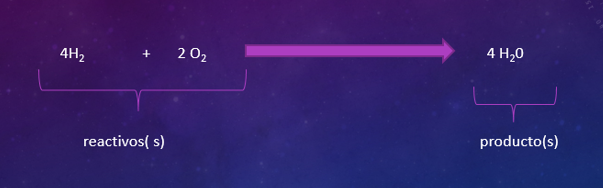 4H₂ + 2 O₂ 4 H₂0
reactivos( s) producto(s)